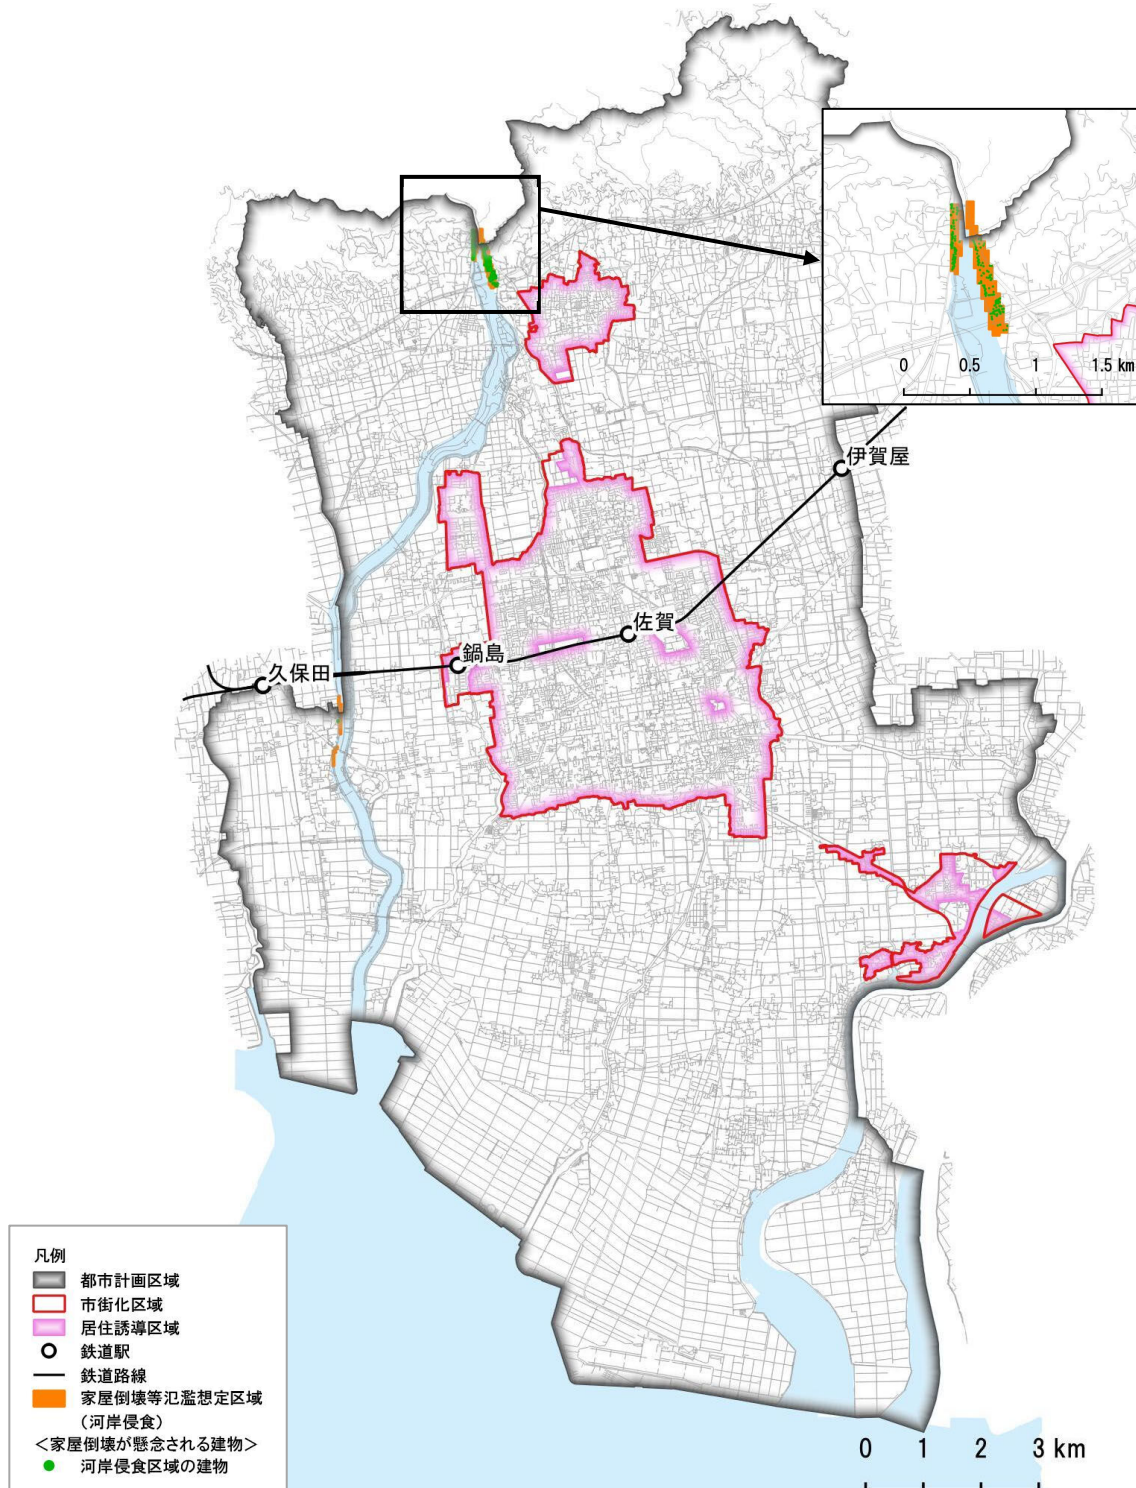 0 0.5 1 1.5 km
伊賀屋
佐賀
鍋島
久保田
凡例
都市計画区域
市街化区域
居住誘導区域
鉄道駅
鉄道路線
家屋倒壊等氾濫想定区域
（河岸侵食）
＜家屋倒壊が懸念される建物＞
河岸侵食区域の建物
0 1 2 3 km